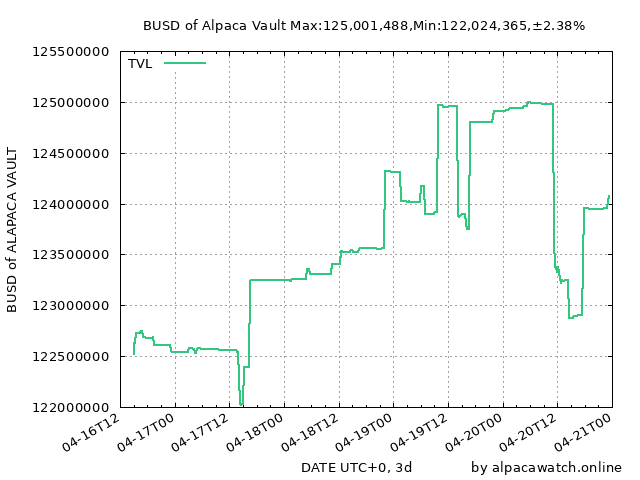 BUSD of Alpaca Vault Max:125,001,488,Min:122,024,365,±2.38%
TVL
125500000
125000000
124500000
124000000
123500000
123000000
122500000
122000000
BUSD of ALAPACA VAULT
04-16T12
04-17T00
04-17T12
04-18T00
04-18T12
04-19T00
04-19T12
04-20T00
04-20T12
04-21T00
DATE UTC+0, 3d
by alpacawatch.online